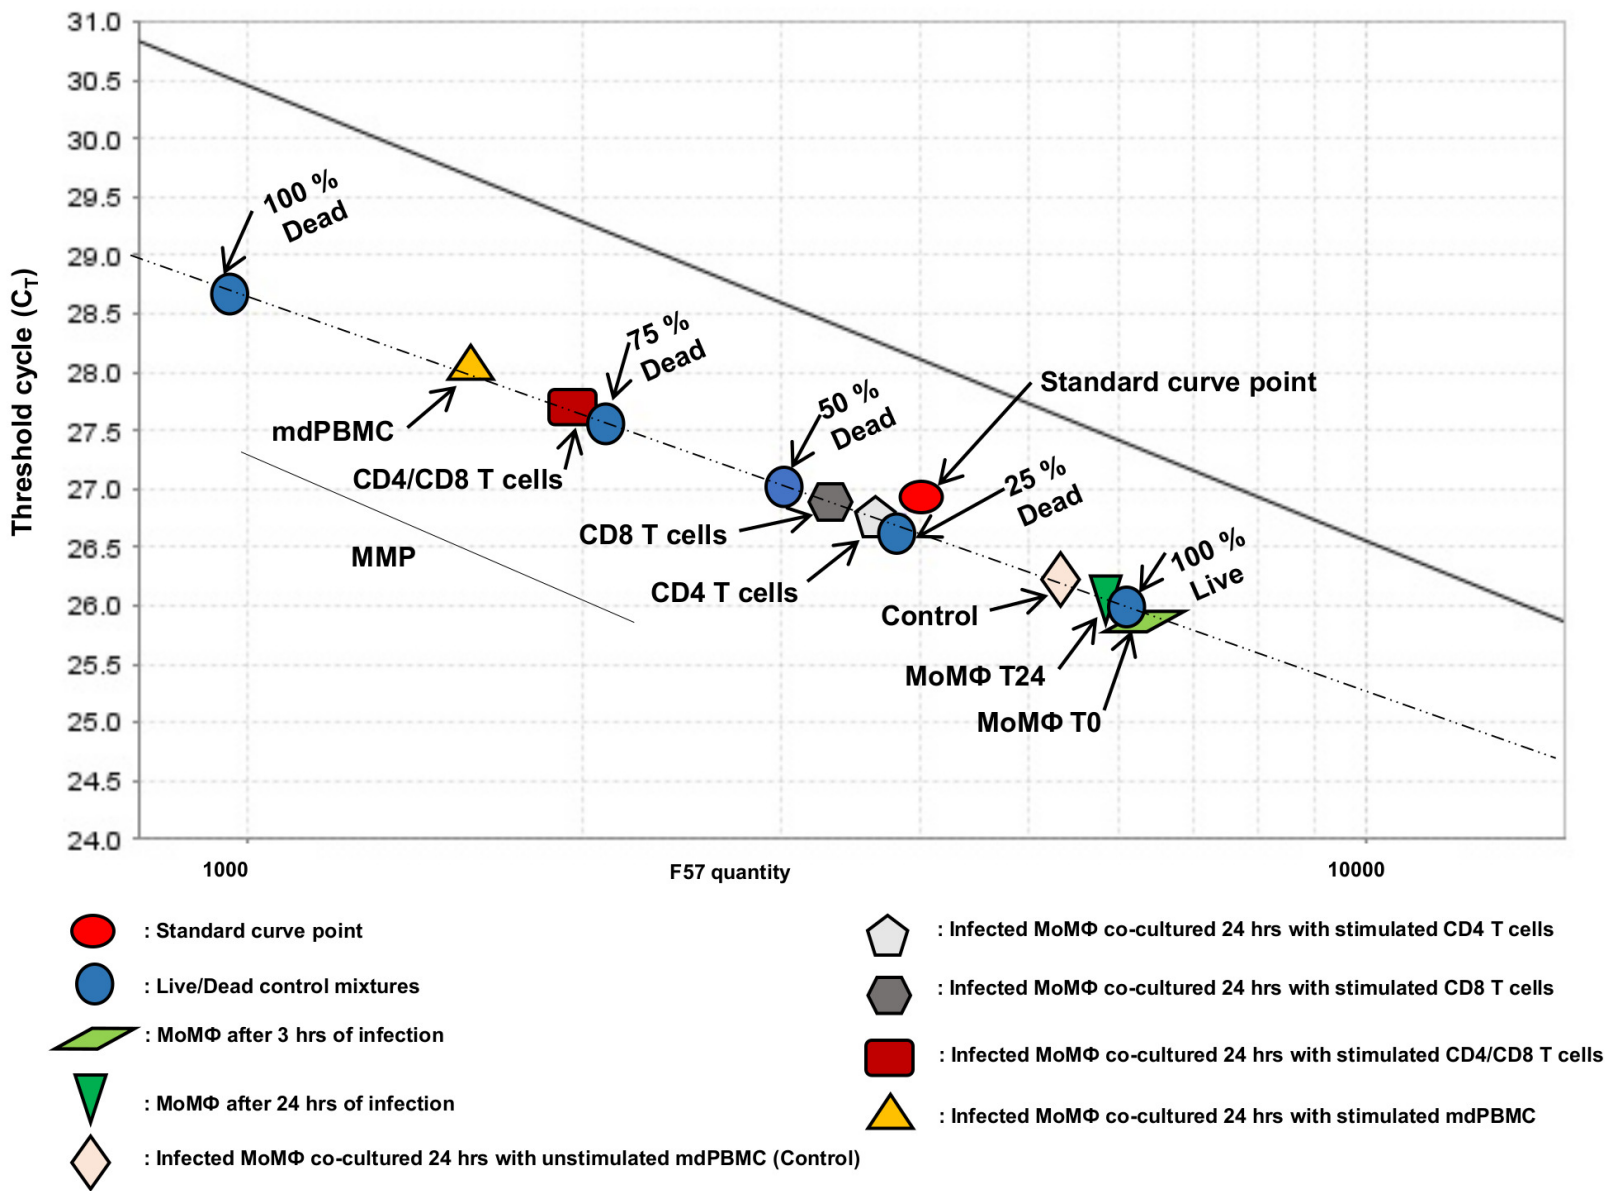 31.0
30.5
30.0
29.5
29.0
28.5
28.0
27.5
27.0
26.5
26.0
25.5
25.0
24.5
24.0
Threshold cycle (CT)
100 %
Dead
75 %
Dead
50 %
Dead
Standard curve point
25 %
Dead
100 %
Live
mdPBMC
CD4/CD8 T cells
MMP
CD8 T cells
CD4 T cells
Control
MoMΦ T24
MoMΦ T0
1000
F57 quantity
10000
: Standard curve point
: Live/Dead control mixtures
: MoMΦ after 3 hrs of infection
: MoMΦ after 24 hrs of infection
: Infected MoMΦ co-cultured 24 hrs with unstimulated mdPBMC (Control)
: Infected MoMΦ co-cultured 24 hrs with stimulated CD4 T cells
: Infected MoMΦ co-cultured 24 hrs with stimulated CD8 T cells
: Infected MoMΦ co-cultured 24 hrs with stimulated CD4/CD8 T cells
: Infected MoMΦ co-cultured 24 hrs with stimulated mdPBMC